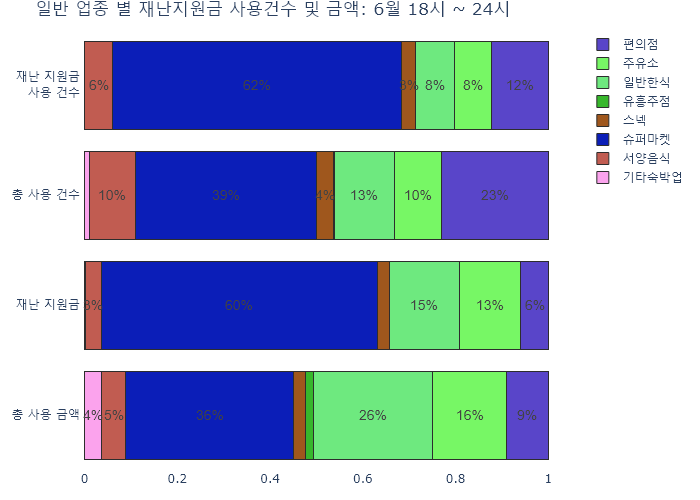 일반 업종 별 재난지원금 사용건수 및 금액: 6월 18시 ~ 24시
재난 지원금
사용 건수
6%
62%
3%
8%
8%
12%
총 사용 건수
10%
39%
4%
13%
10%
23%
재난 지원금
3%
60%
15%
13%
6%
총 사용 금액
4%
5%
36%
26%
16%
9%
0
0.2
0.4
0.6
0.8
1
편의점
주유소
일반한식
유흥주점
스넥
슈퍼마켓
서양음식
기타숙박업